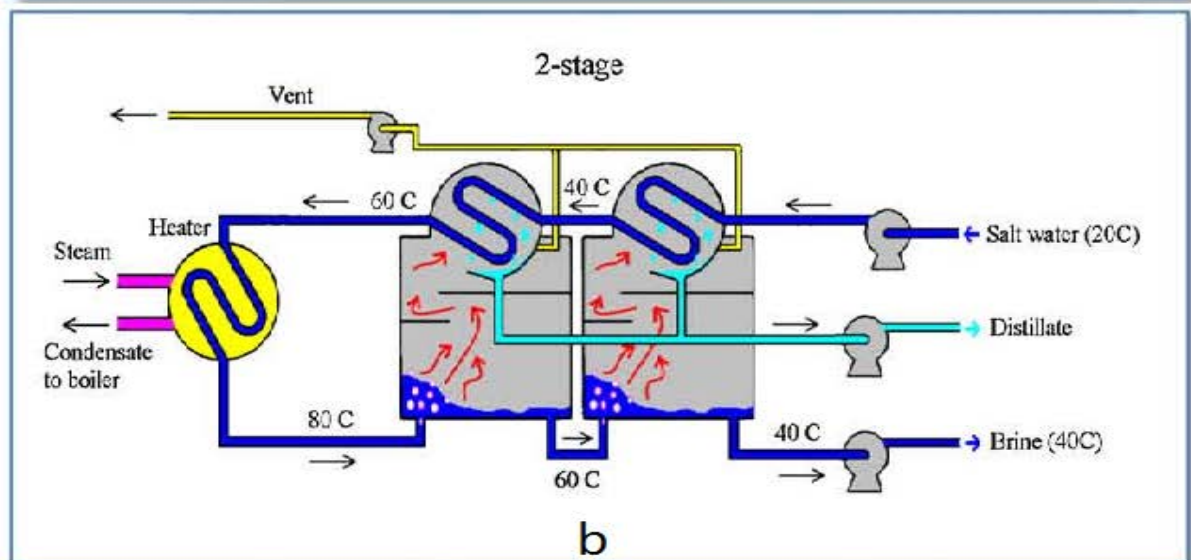 2-stage
Vent
60 C
40 C
Heater
Salt water (20C)
Steam
Distillate
Condensate
to boiler
80 C
40 C
Brine (40C)
60 C
b